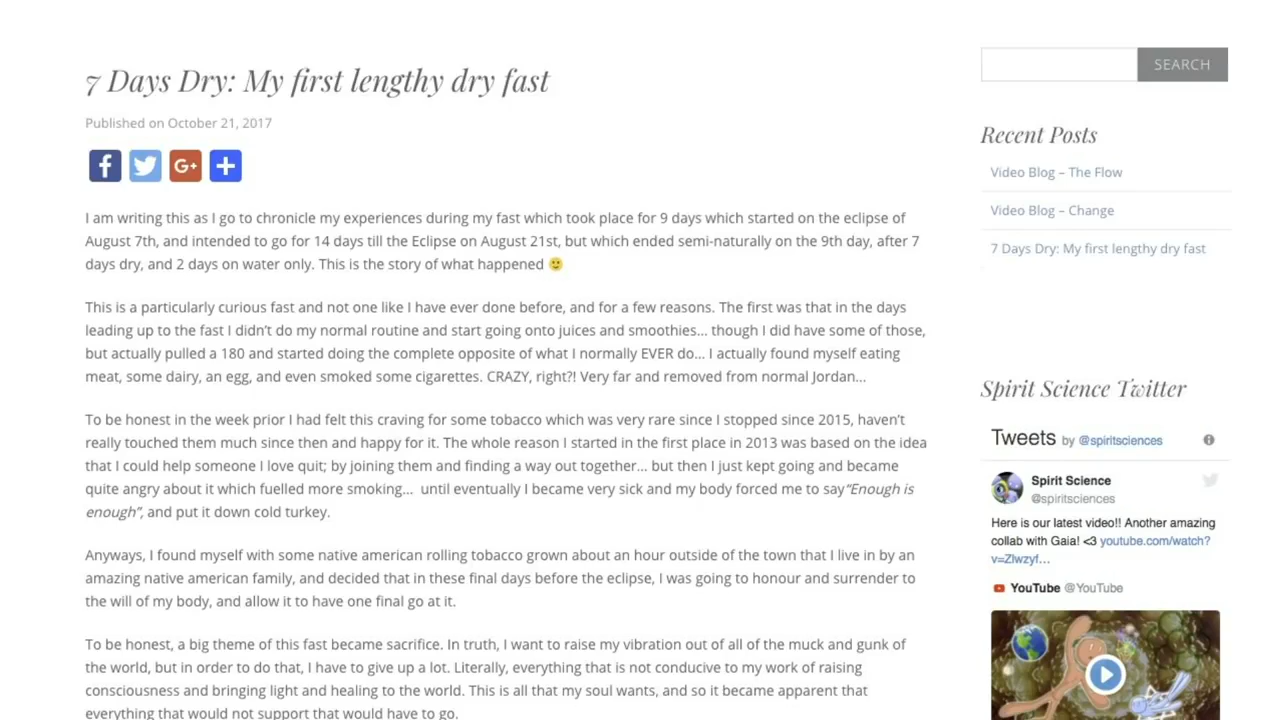 7 Days Dry: My first lengthy dry fast
Published on October 21, 2017
I am writing this as I go to chronicle my experiences during my fast which took place for 9 days which started on the eclipse of
August 7th, and intended to go for 14 days till the Eclipse on August 21st, but which ended semi-naturally on the 9th day, after 7
days dry, and 2 days on water only. This is the story of what happened 🙂
This is a particularly curious fast and not one like I have ever done before, and for a few reasons. The first was that in the days
leading up to the fast I didn't do my normal routine and start going onto juices and smoothies... though I did have some of those,
but actually pulled a 180 and started doing the complete opposite of what I normally EVER do... I actually found myself eating
meat, some dairy, an egg, and even smoked some cigarettes. CRAZY, right?! Very far and removed from normal Jordan...
To be honest in the week prior I had felt this craving for some tobacco which was very rare since I stopped since 2015, haven't
really touched them much since then and happy for it. The whole reason I started in the first place in 2013 was based on the idea
that I could help someone I love quit; by joining them and finding a way out together... but then I just kept going and became
quite angry about it which fuelled more smoking... until eventually I became very sick and my body forced me to say"Enough is
enough", and put it down cold turkey.
Anyways, I found myself with some native american rolling tobacco grown about an hour outside of the town that I live in by an
amazing native american family, and decided that in these final days before the eclipse, I was going to honour and surrender to
the will of my body, and allow it to have one final go at it.
To be honest, a big theme of this fast became sacrifice. In truth, I want to raise my vibration out of all of the muck and gunk of
the world, but in order to do that, I have to give up a lot. Literally, everything that is not conducive to my work of raising
consciousness and bringing light and healing to the world. This is all that my soul wants, and so it became apparent that
everything that would not support that would have to go.
SEARCH
Recent Posts
Video Blog – The Flow
Video Blog – Change
7 Days Dry: My first lengthy dry fast
Spirit Science Twitter
Tweets by @spiritsciences
Spirit Science
@spiritsciences
Here is our latest video!! Another amazing
collab with Gaia! <3 youtube.com/watch?
v=Zlwzyf...
YouTube @YouTube